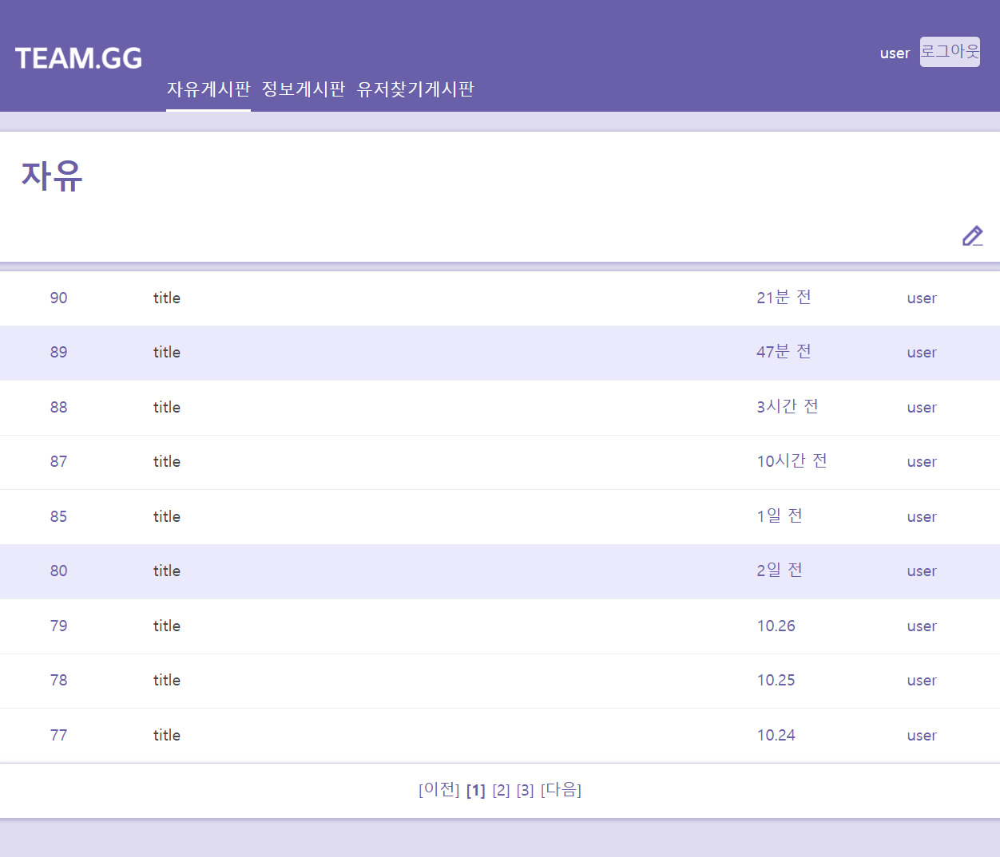 TEAM.GG
user 로그아웃
자유게시판 정보게시판 유저찾기게시판
자유
90 title 21분 전 user
89 title 47분 전 user
88 title 3시간 전 user
87 title 10시간 전 user
85 title 1일 전 user
80 title 2일 전 user
79 title 10.26 user
78 title 10.25 user
77 title 10.24 user
[이전] [1] [2] [3] [다음]